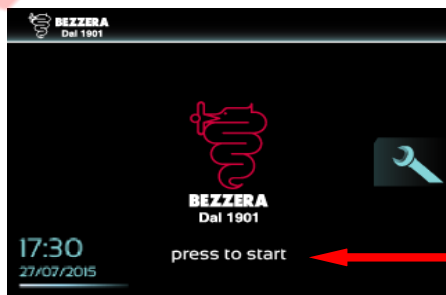 BEZZERA
Dal 1901
BEZZERA
Dal 1901
17:30
press to start
27/07/2015